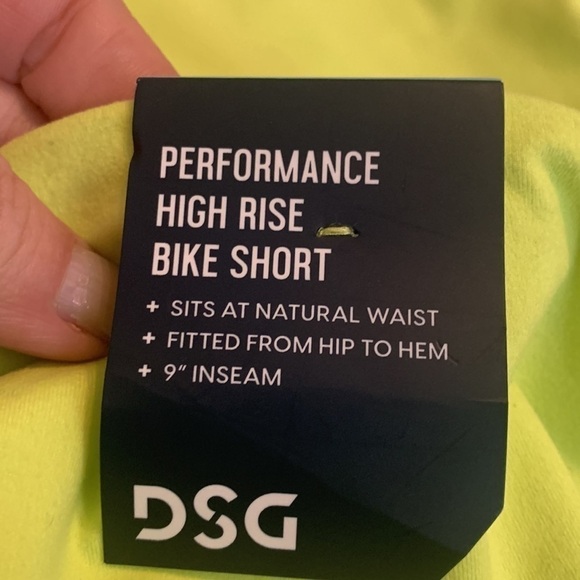 PERFORMANCE
HIGH RISE
BIKE SHORT
+ SITS AT NATURAL WAIST
+ FITTED FROM HIP TO HEM
+ 9" INSEAM
DSG